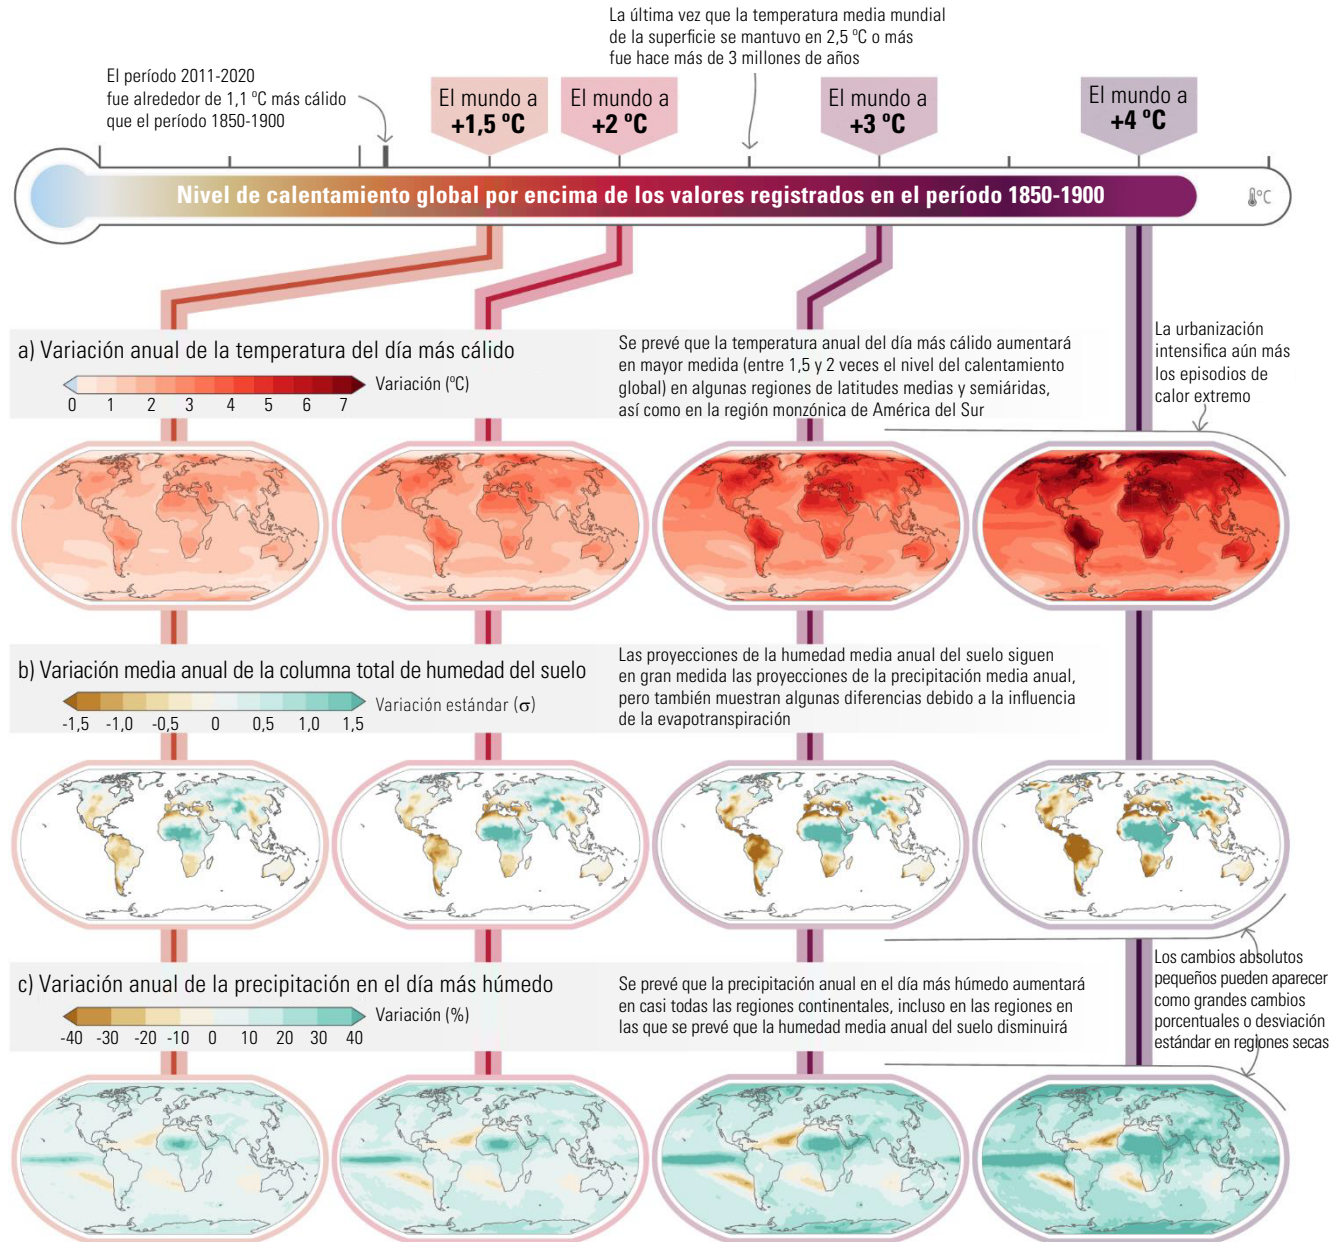 La última vez que la temperatura media mundial
de la superficie se mantuvo en 2,5 ºC o más
fue hace más de 3 millones de años
El período 2011-2020
fue alrededor de 1,1 ºC más cálido
que el período 1850-1900
El mundo a
+1,5 ºC
El mundo a
+2 ºC
El mundo a
+3 ºC
El mundo a
+4 ºC
Nivel de calentamiento global por encima de los valores registrados en el período 1850-1900
ºC
a) Variación anual de la temperatura del día más cálido
Variación (ºC)
0 1 2 3 4 5 6 7
Se prevé que la temperatura anual del día más cálido aumentará
en mayor medida (entre 1,5 y 2 veces el nivel del calentamiento
global) en algunas regiones de latitudes medias y semiáridas,
así como en la región monzónica de América del Sur
La urbanización
intensifica aún más
los episodios de
calor extremo
b) Variación media anual de la columna total de humedad del suelo
Variación estándar (σ)
-1,5 -1,0 -0,5 0 0,5 1,0 1,5
Las proyecciones de la humedad media anual del suelo siguen
en gran medida las proyecciones de la precipitación media anual,
pero también muestran algunas diferencias debido a la influencia
de la evapotranspiración
c) Variación anual de la precipitación en el día más húmedo
Variación (%)
-40 -30 -20 -10 0 10 20 30 40
Se prevé que la precipitación anual en el día más húmedo aumentará
en casi todas las regiones continentales, incluso en las regiones en
las que se prevé que la humedad media anual del suelo disminuirá
Los cambios absolutos
pequeños pueden aparecer
como grandes cambios
porcentuales o desviación
estándar en regiones secas